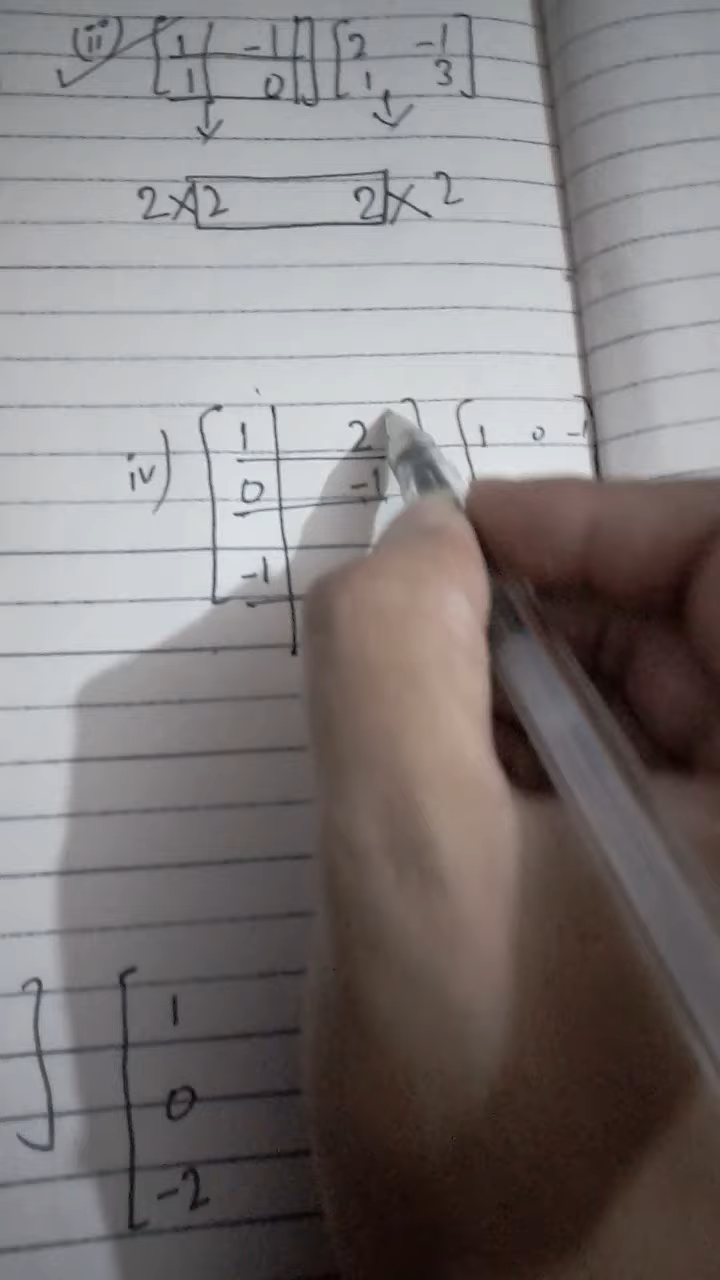 (ii) [1 -1] [2 -1]
1 0 1 3
2×2 2×2
iv) [1 2] [1 0 -1]
0 -1
-1
] [1
0
-2